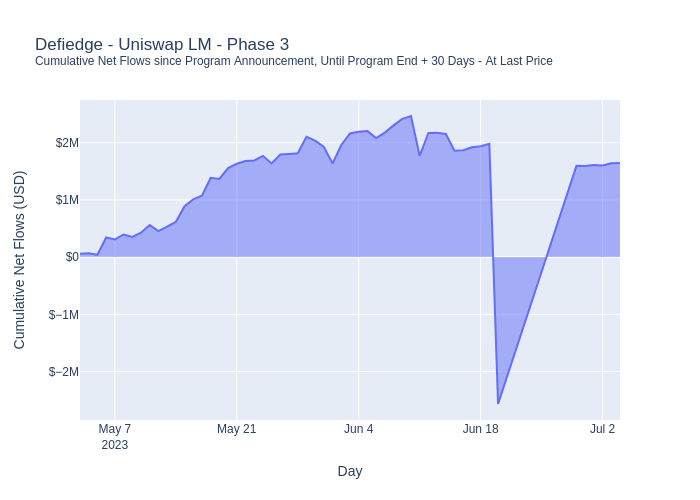 Defiedge - Uniswap LM - Phase 3
Cumulative Net Flows since Program Announcement, Until Program End + 30 Days - At Last Price
Cumulative Net Flows (USD)
$2M
$1M
$0
$−1M
$−2M
May 7
2023
May 21
Jun 4
Jun 18
Jul 2
Day